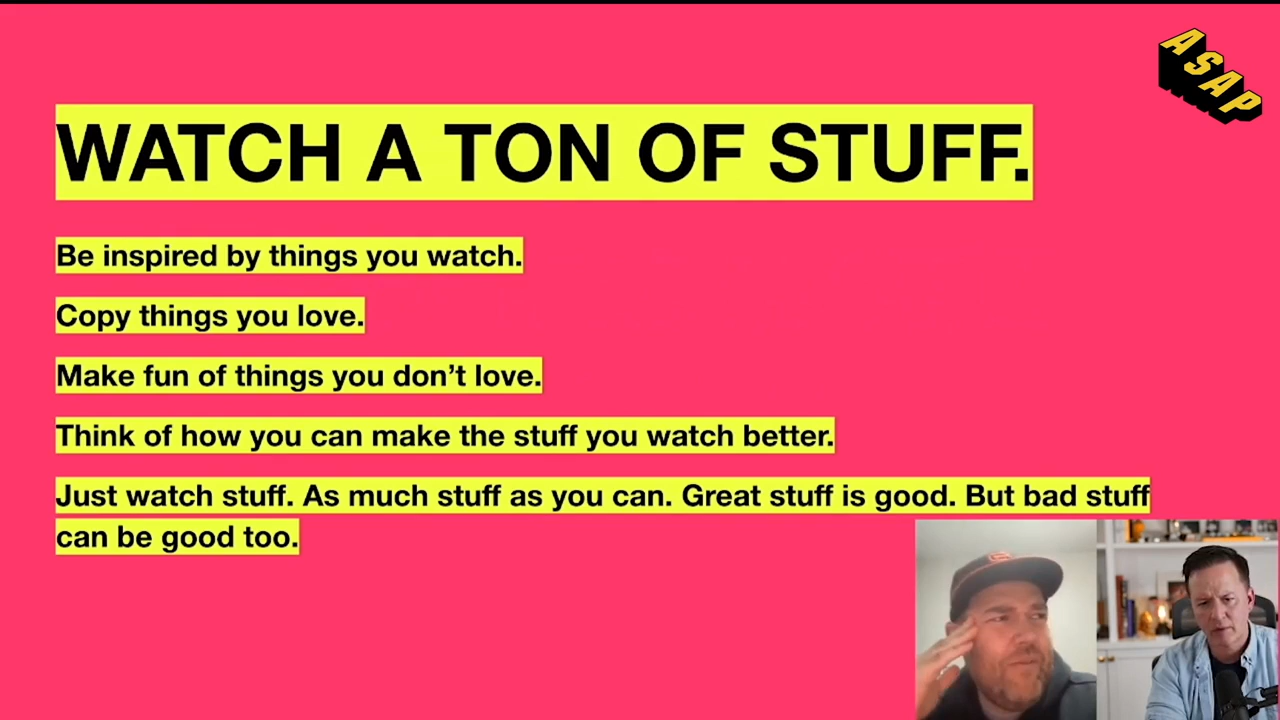 ASAP
WATCH A TON OF STUFF.
Be inspired by things you watch.
Copy things you love.
Make fun of things you don’t love.
Think of how you can make the stuff you watch better.
Just watch stuff. As much stuff as you can. Great stuff is good. But bad stuff
can be good too.